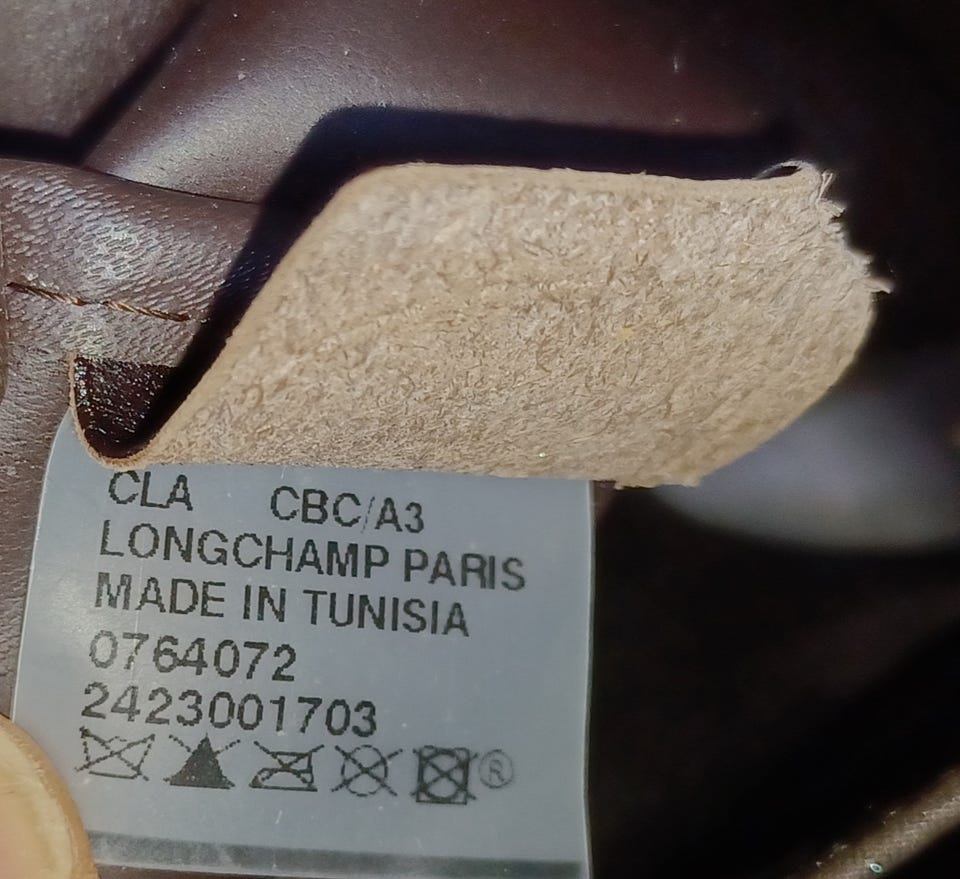 CLA CBC/A3
LONGCHAMP PARIS
MADE IN TUNISIA
0764072
2423001703
®